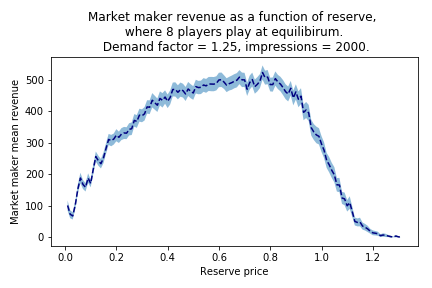 Market maker revenue as a function of reserve,
where 8 players play at equilibirum.
Demand factor = 1.25, impressions = 2000.
Market maker mean revenue
500
400
300
200
100
0
0.0 0.2 0.4 0.6 0.8 1.0 1.2
Reserve price